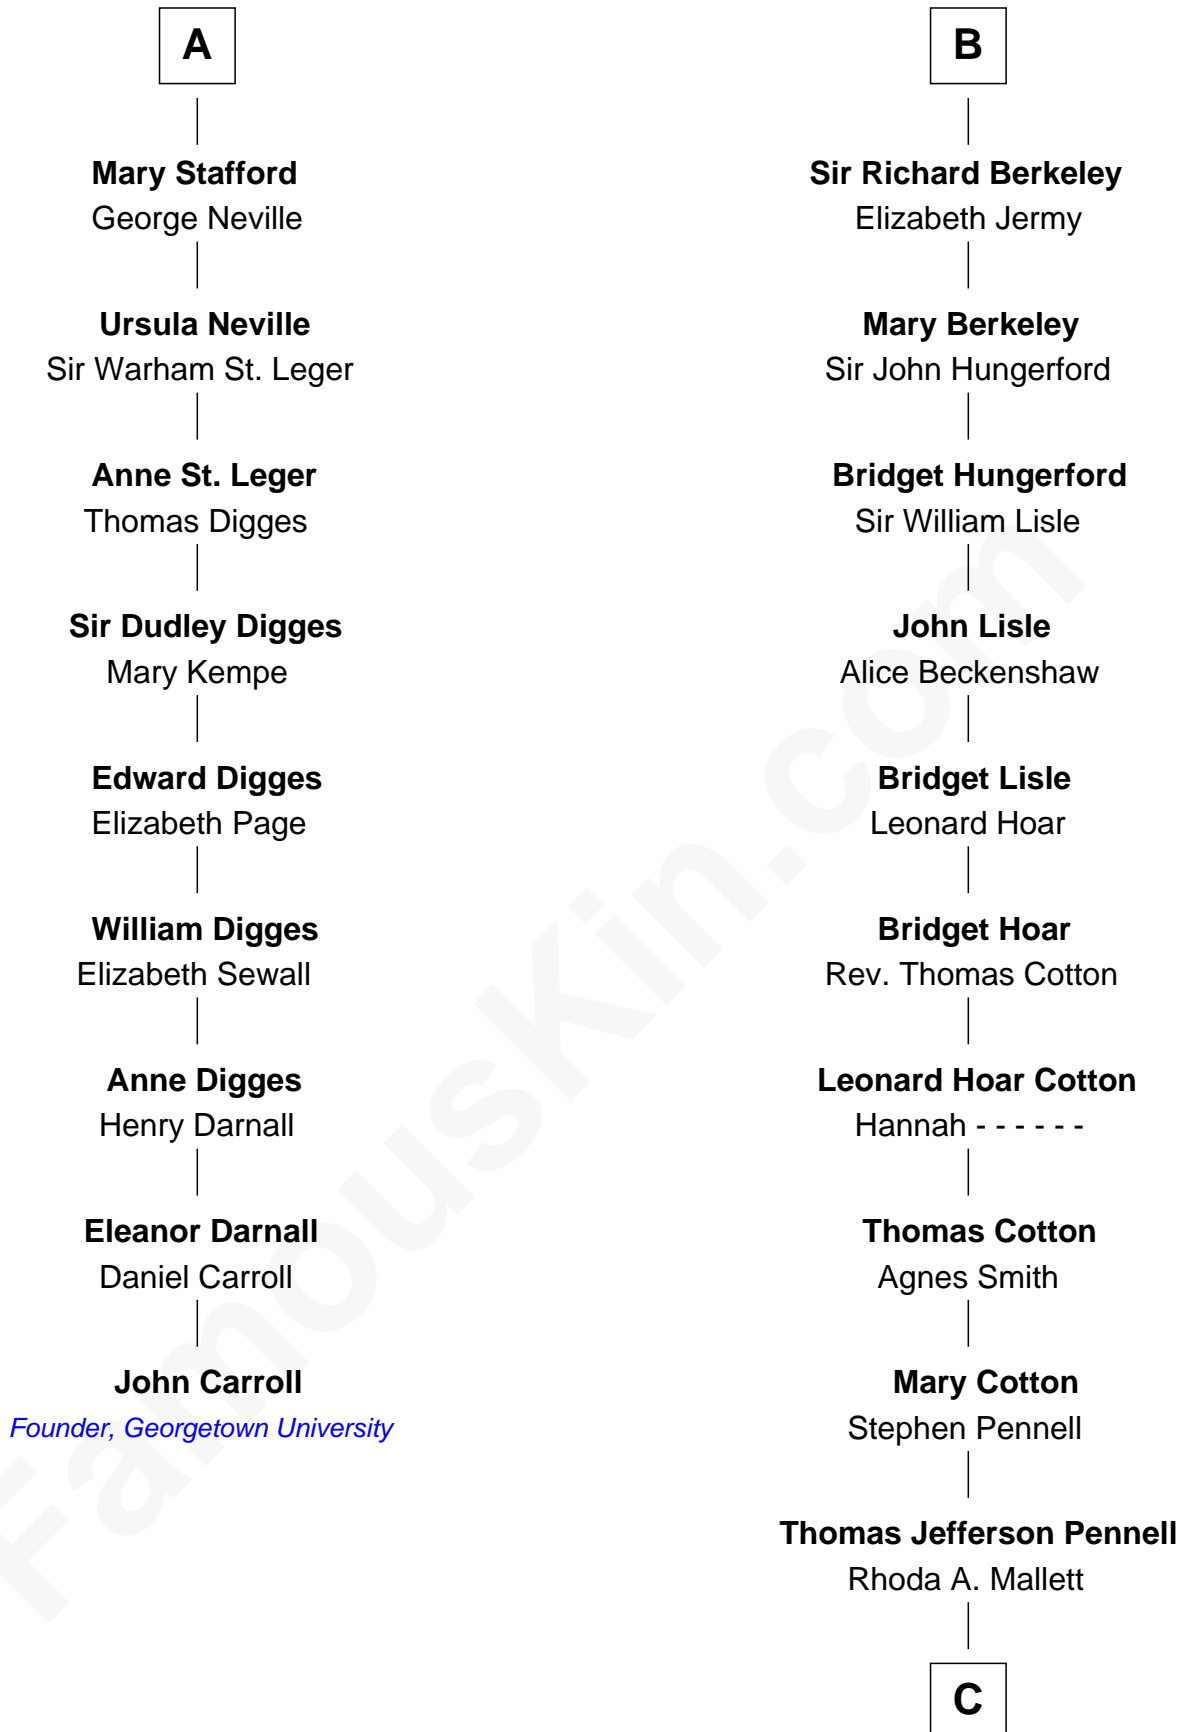 A
Mary Stafford
George Neville
Ursula Neville
Sir Warham St. Leger
Anne St. Leger
Thomas Digges
Sir Dudley Digges
Mary Kempe
Edward Digges
Elizabeth Page
William Digges
Elizabeth Sewall
Anne Digges
Henry Darnall
Eleanor Darnall
Daniel Carroll
John Carroll
Founder, Georgetown University
B
Sir Richard Berkeley
Elizabeth Jermy
Mary Berkeley
Sir John Hungerford
Bridget Hungerford
Sir William Lisle
John Lisle
Alice Beckenshaw
Bridget Lisle
Leonard Hoar
Bridget Hoar
Rev. Thomas Cotton
Leonard Hoar Cotton
Hannah - - - - - -
Thomas Cotton
Agnes Smith
Mary Cotton
Stephen Pennell
Thomas Jefferson Pennell
Rhoda A. Mallett
C
FamousKin.com